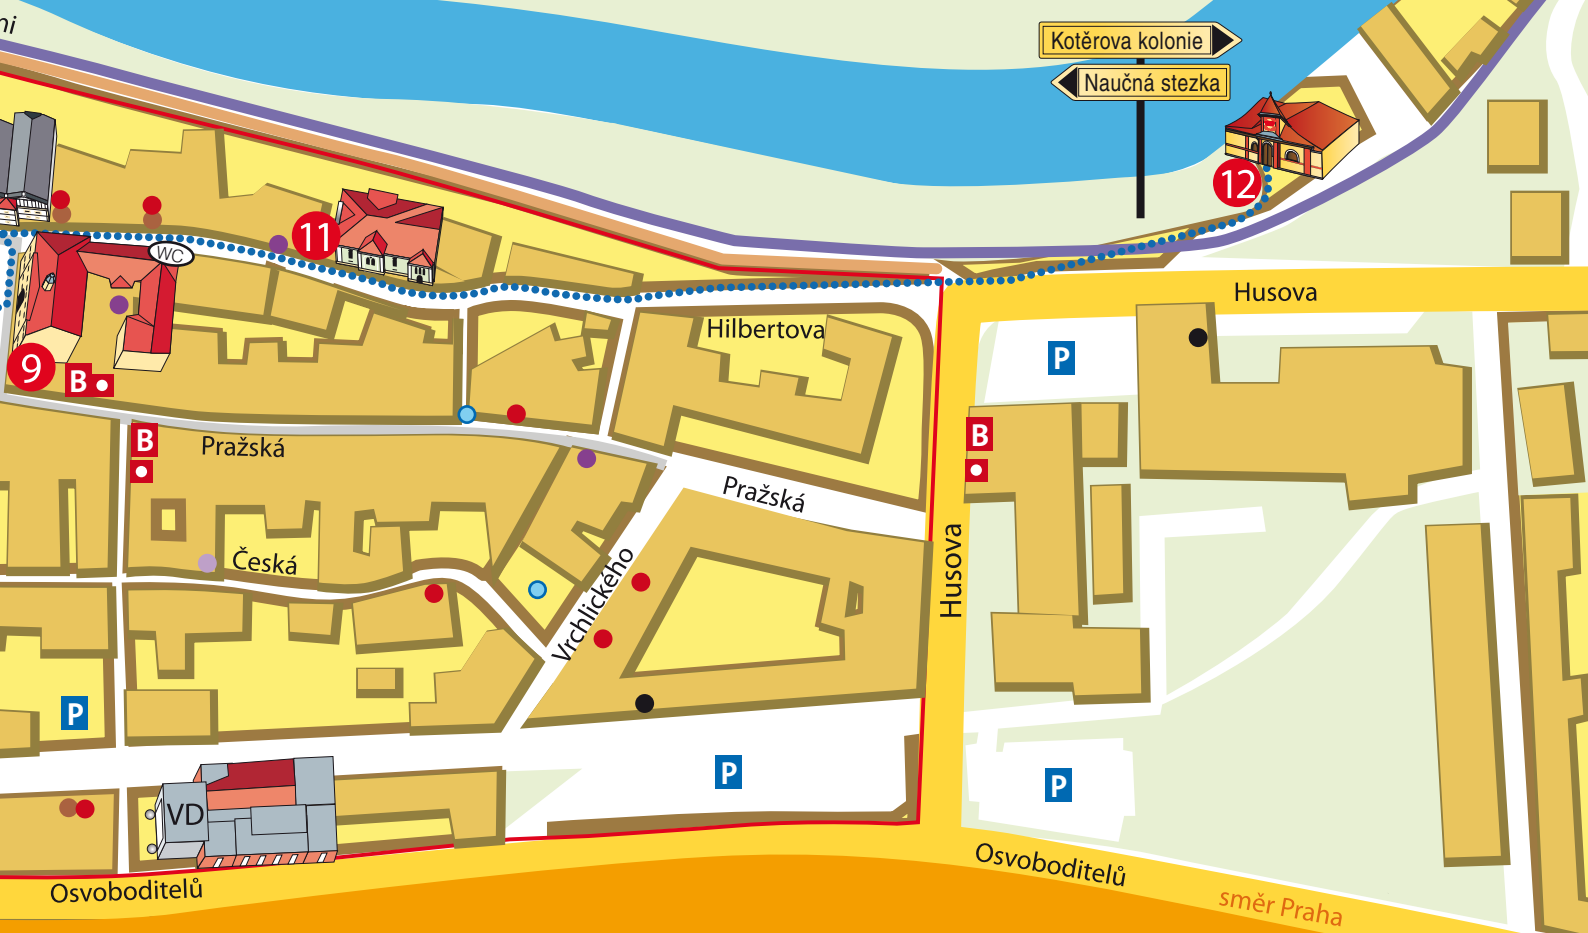 Kotěrova kolonie
Naučná stezka
12
11
WC
Husova
Hilbertova
P
9
B
B
Pražská
B
Pražská
Česká
Vrchlického
Husova
P
P
P
VD
Osvoboditelů
Osvoboditelů
směr Praha